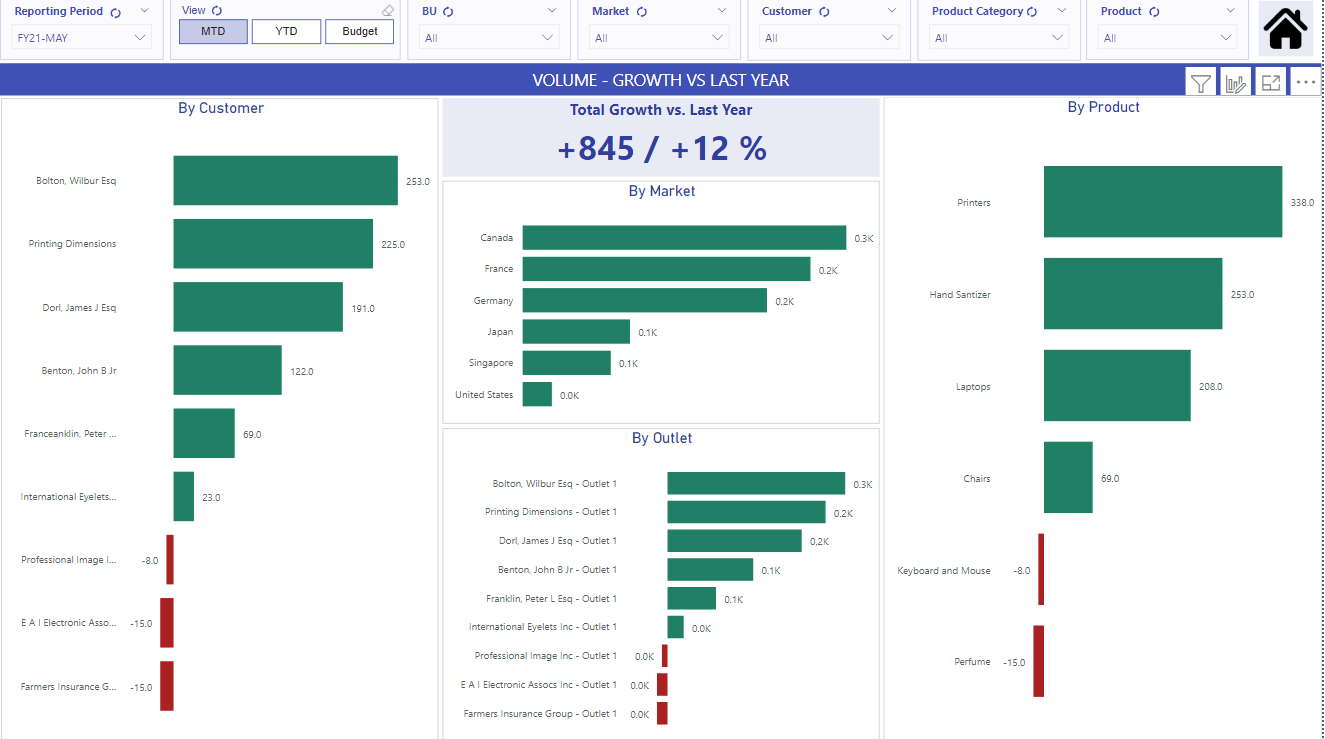 Reporting Period
FY21-MAY
View
MTD
YTD
Budget
BU
All
Market
All
Customer
All
Product Category
All
Product
All
VOLUME - GROWTH VS LAST YEAR
By Customer
Bolton, Wilbur Esq 253.0
Printing Dimensions 225.0
Dorl, James J Esq 191.0
Benton, John B Jr 122.0
Franceanklin, Peter ... 69.0
International Eyelets... 23.0
Professional Image I... -8.0
E A I Electronic Asso... -15.0
Farmers Insurance G... -15.0
Total Growth vs. Last Year
+845 / +12 %
By Market
Canada 0.3K
France 0.2K
Germany 0.2K
Japan 0.1K
Singapore 0.1K
United States 0.0K
By Outlet
Bolton, Wilbur Esq - Outlet 1 0.3K
Printing Dimensions - Outlet 1 0.2K
Dorl, James J Esq - Outlet 1 0.2K
Benton, John B Jr - Outlet 1 0.1K
Franklin, Peter L Esq - Outlet 1 0.1K
International Eyelets Inc - Outlet 1 0.0K
Professional Image Inc - Outlet 1 0.0K
E A I Electronic Assocs Inc - Outlet 1 0.0K
Farmers Insurance Group - Outlet 1 0.0K
By Product
Printers 338.0
Hand Santizer 253.0
Laptops 208.0
Chairs 69.0
Keyboard and Mouse -8.0
Perfume -15.0